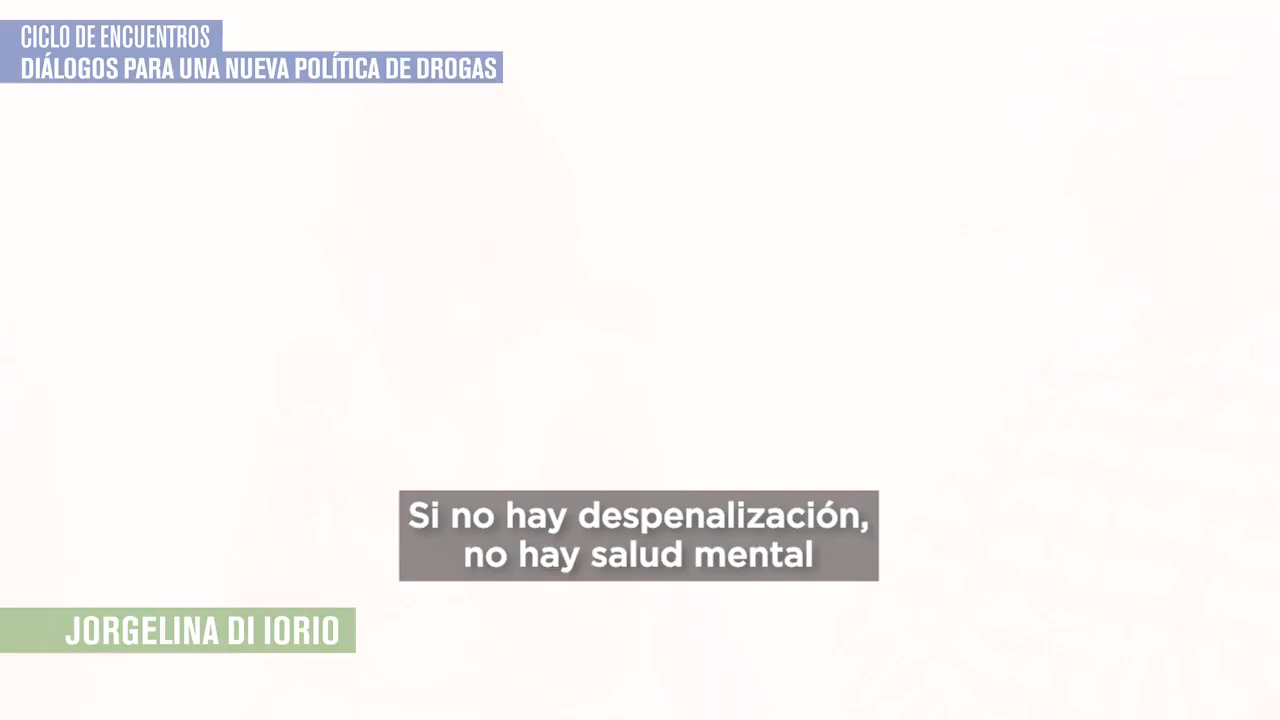 CICLO DE ENCUENTROS
DIÁLOGOS PARA UNA NUEVA POLÍTICA DE DROGAS
Si no hay despenalización,
no hay salud mental
JORGELINA DI IORIO